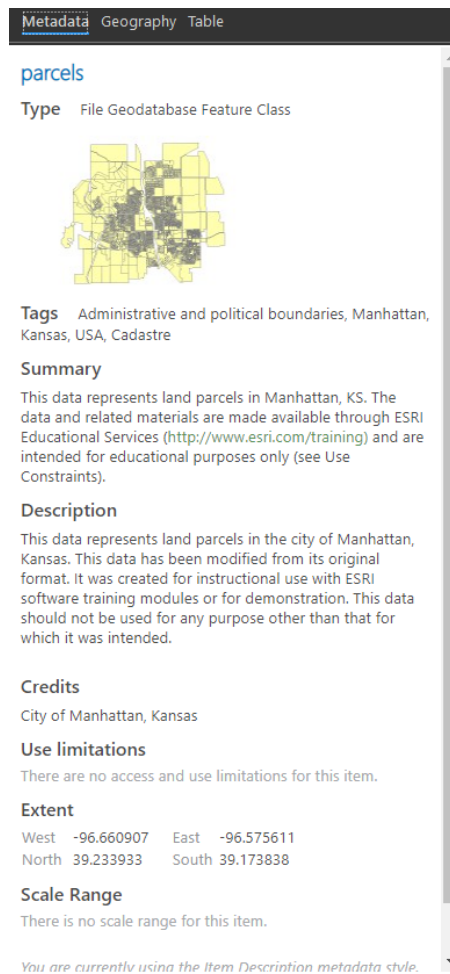 Metadata Geography Table
parcels
Type File Geodatabase Feature Class
Tags Administrative and political boundaries, Manhattan,
Kansas, USA, Cadastre
Summary
This data represents land parcels in Manhattan, KS. The
data and related materials are made available through ESRI
Educational Services (http://www.esri.com/training) and are
intended for educational purposes only (see Use
Constraints).
Description
This data represents land parcels in the city of Manhattan,
Kansas. This data has been modified from its original
format. It was created for instructional use with ESRI
software training modules or for demonstration. This data
should not be used for any purpose other than that for
which it was intended.
Credits
City of Manhattan, Kansas
Use limitations
There are no access and use limitations for this item.
Extent
West -96.660907 East -96.575611
North 39.233933 South 39.173838
Scale Range
There is no scale range for this item.
You are currently using the Item Description metadata style.